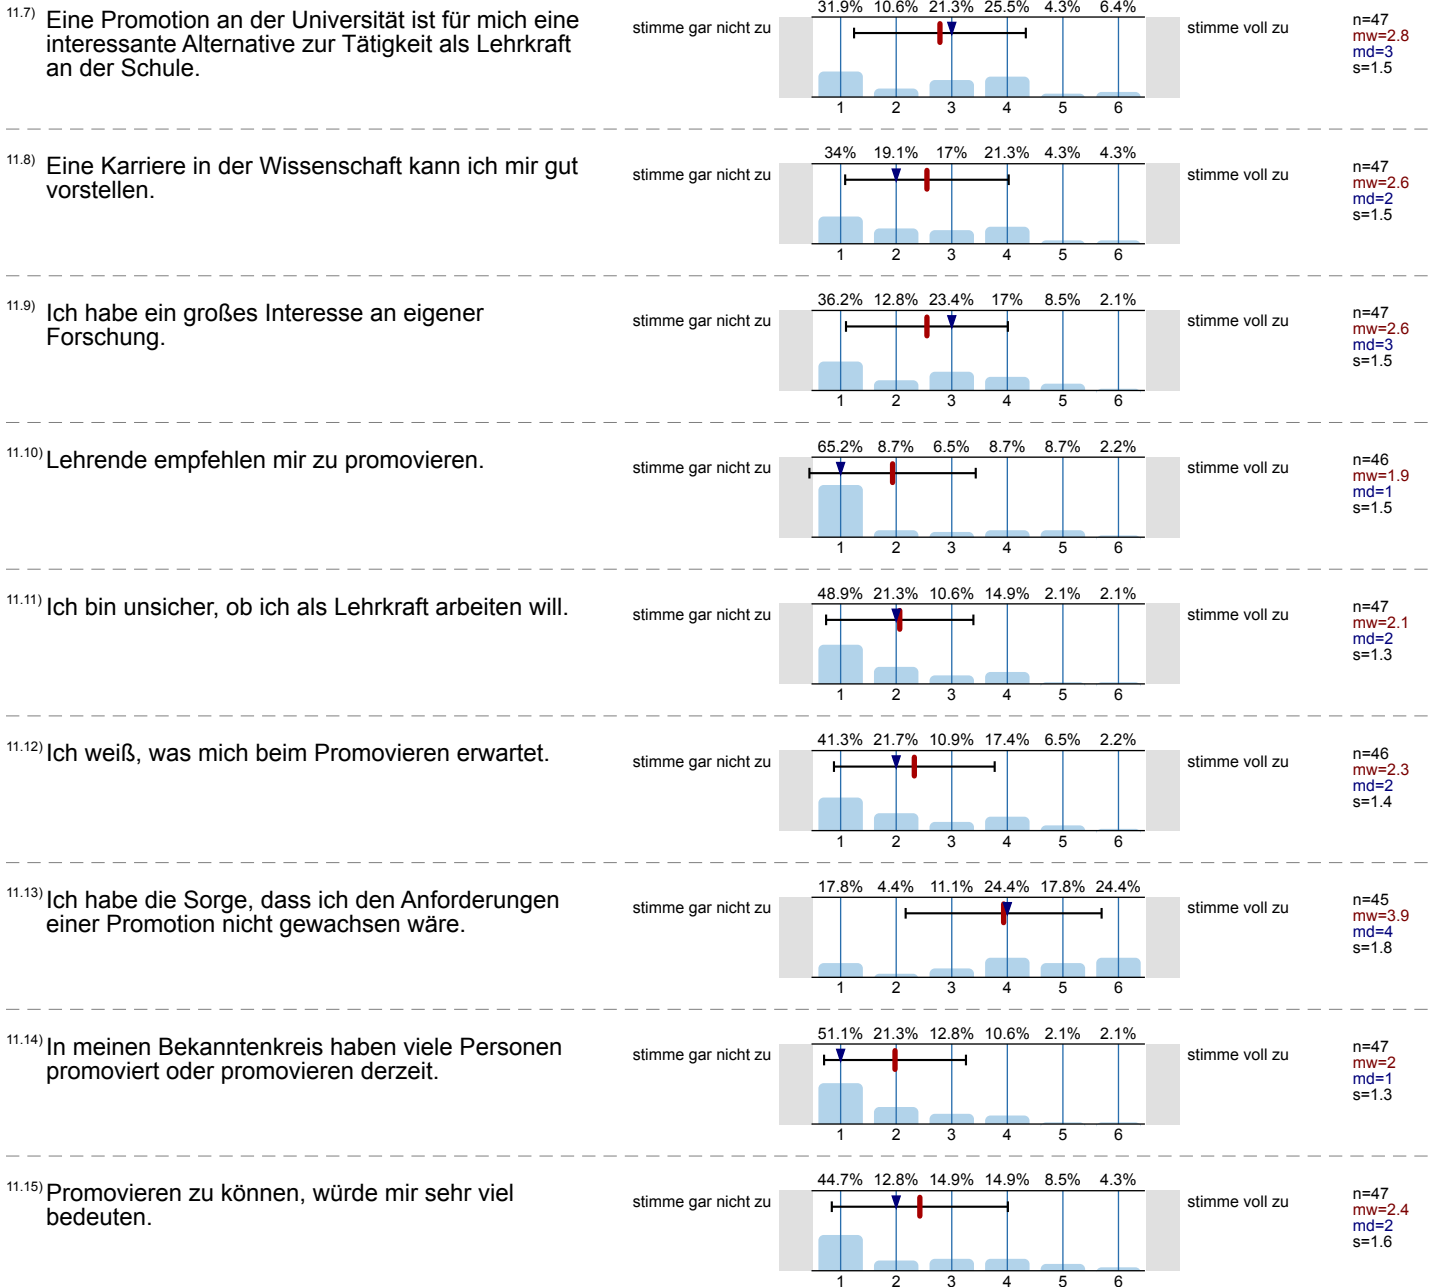 11.7) Eine Promotion an der Universität ist für mich eine
interessante Alternative zur Tätigkeit als Lehrkraft
an der Schule.
stimme gar nicht zu
31.9% 10.6% 21.3% 25.5% 4.3% 6.4%
1 2 3 4 5 6
stimme voll zu
n=47
mw=2.8
md=3
s=1.5
11.8) Eine Karriere in der Wissenschaft kann ich mir gut
vorstellen.
stimme gar nicht zu
34% 19.1% 17% 21.3% 4.3% 4.3%
1 2 3 4 5 6
stimme voll zu
n=47
mw=2.6
md=2
s=1.5
11.9) Ich habe ein großes Interesse an eigener
Forschung.
stimme gar nicht zu
36.2% 12.8% 23.4% 17% 8.5% 2.1%
1 2 3 4 5 6
stimme voll zu
n=47
mw=2.6
md=3
s=1.5
11.10) Lehrende empfehlen mir zu promovieren.
stimme gar nicht zu
65.2% 8.7% 6.5% 8.7% 8.7% 2.2%
1 2 3 4 5 6
stimme voll zu
n=46
mw=1.9
md=1
s=1.5
11.11) Ich bin unsicher, ob ich als Lehrkraft arbeiten will.
stimme gar nicht zu
48.9% 21.3% 10.6% 14.9% 2.1% 2.1%
1 2 3 4 5 6
stimme voll zu
n=47
mw=2.1
md=2
s=1.3
11.12) Ich weiß, was mich beim Promovieren erwartet.
stimme gar nicht zu
41.3% 21.7% 10.9% 17.4% 6.5% 2.2%
1 2 3 4 5 6
stimme voll zu
n=46
mw=2.3
md=2
s=1.4
11.13) Ich habe die Sorge, dass ich den Anforderungen
einer Promotion nicht gewachsen wäre.
stimme gar nicht zu
17.8% 4.4% 11.1% 24.4% 17.8% 24.4%
1 2 3 4 5 6
stimme voll zu
n=45
mw=3.9
md=4
s=1.8
11.14) In meinen Bekanntenkreis haben viele Personen
promoviert oder promovieren derzeit.
stimme gar nicht zu
51.1% 21.3% 12.8% 10.6% 2.1% 2.1%
1 2 3 4 5 6
stimme voll zu
n=47
mw=2
md=1
s=1.3
11.15) Promovieren zu können, würde mir sehr viel
bedeuten.
stimme gar nicht zu
44.7% 12.8% 14.9% 14.9% 8.5% 4.3%
1 2 3 4 5 6
stimme voll zu
n=47
mw=2.4
md=2
s=1.6